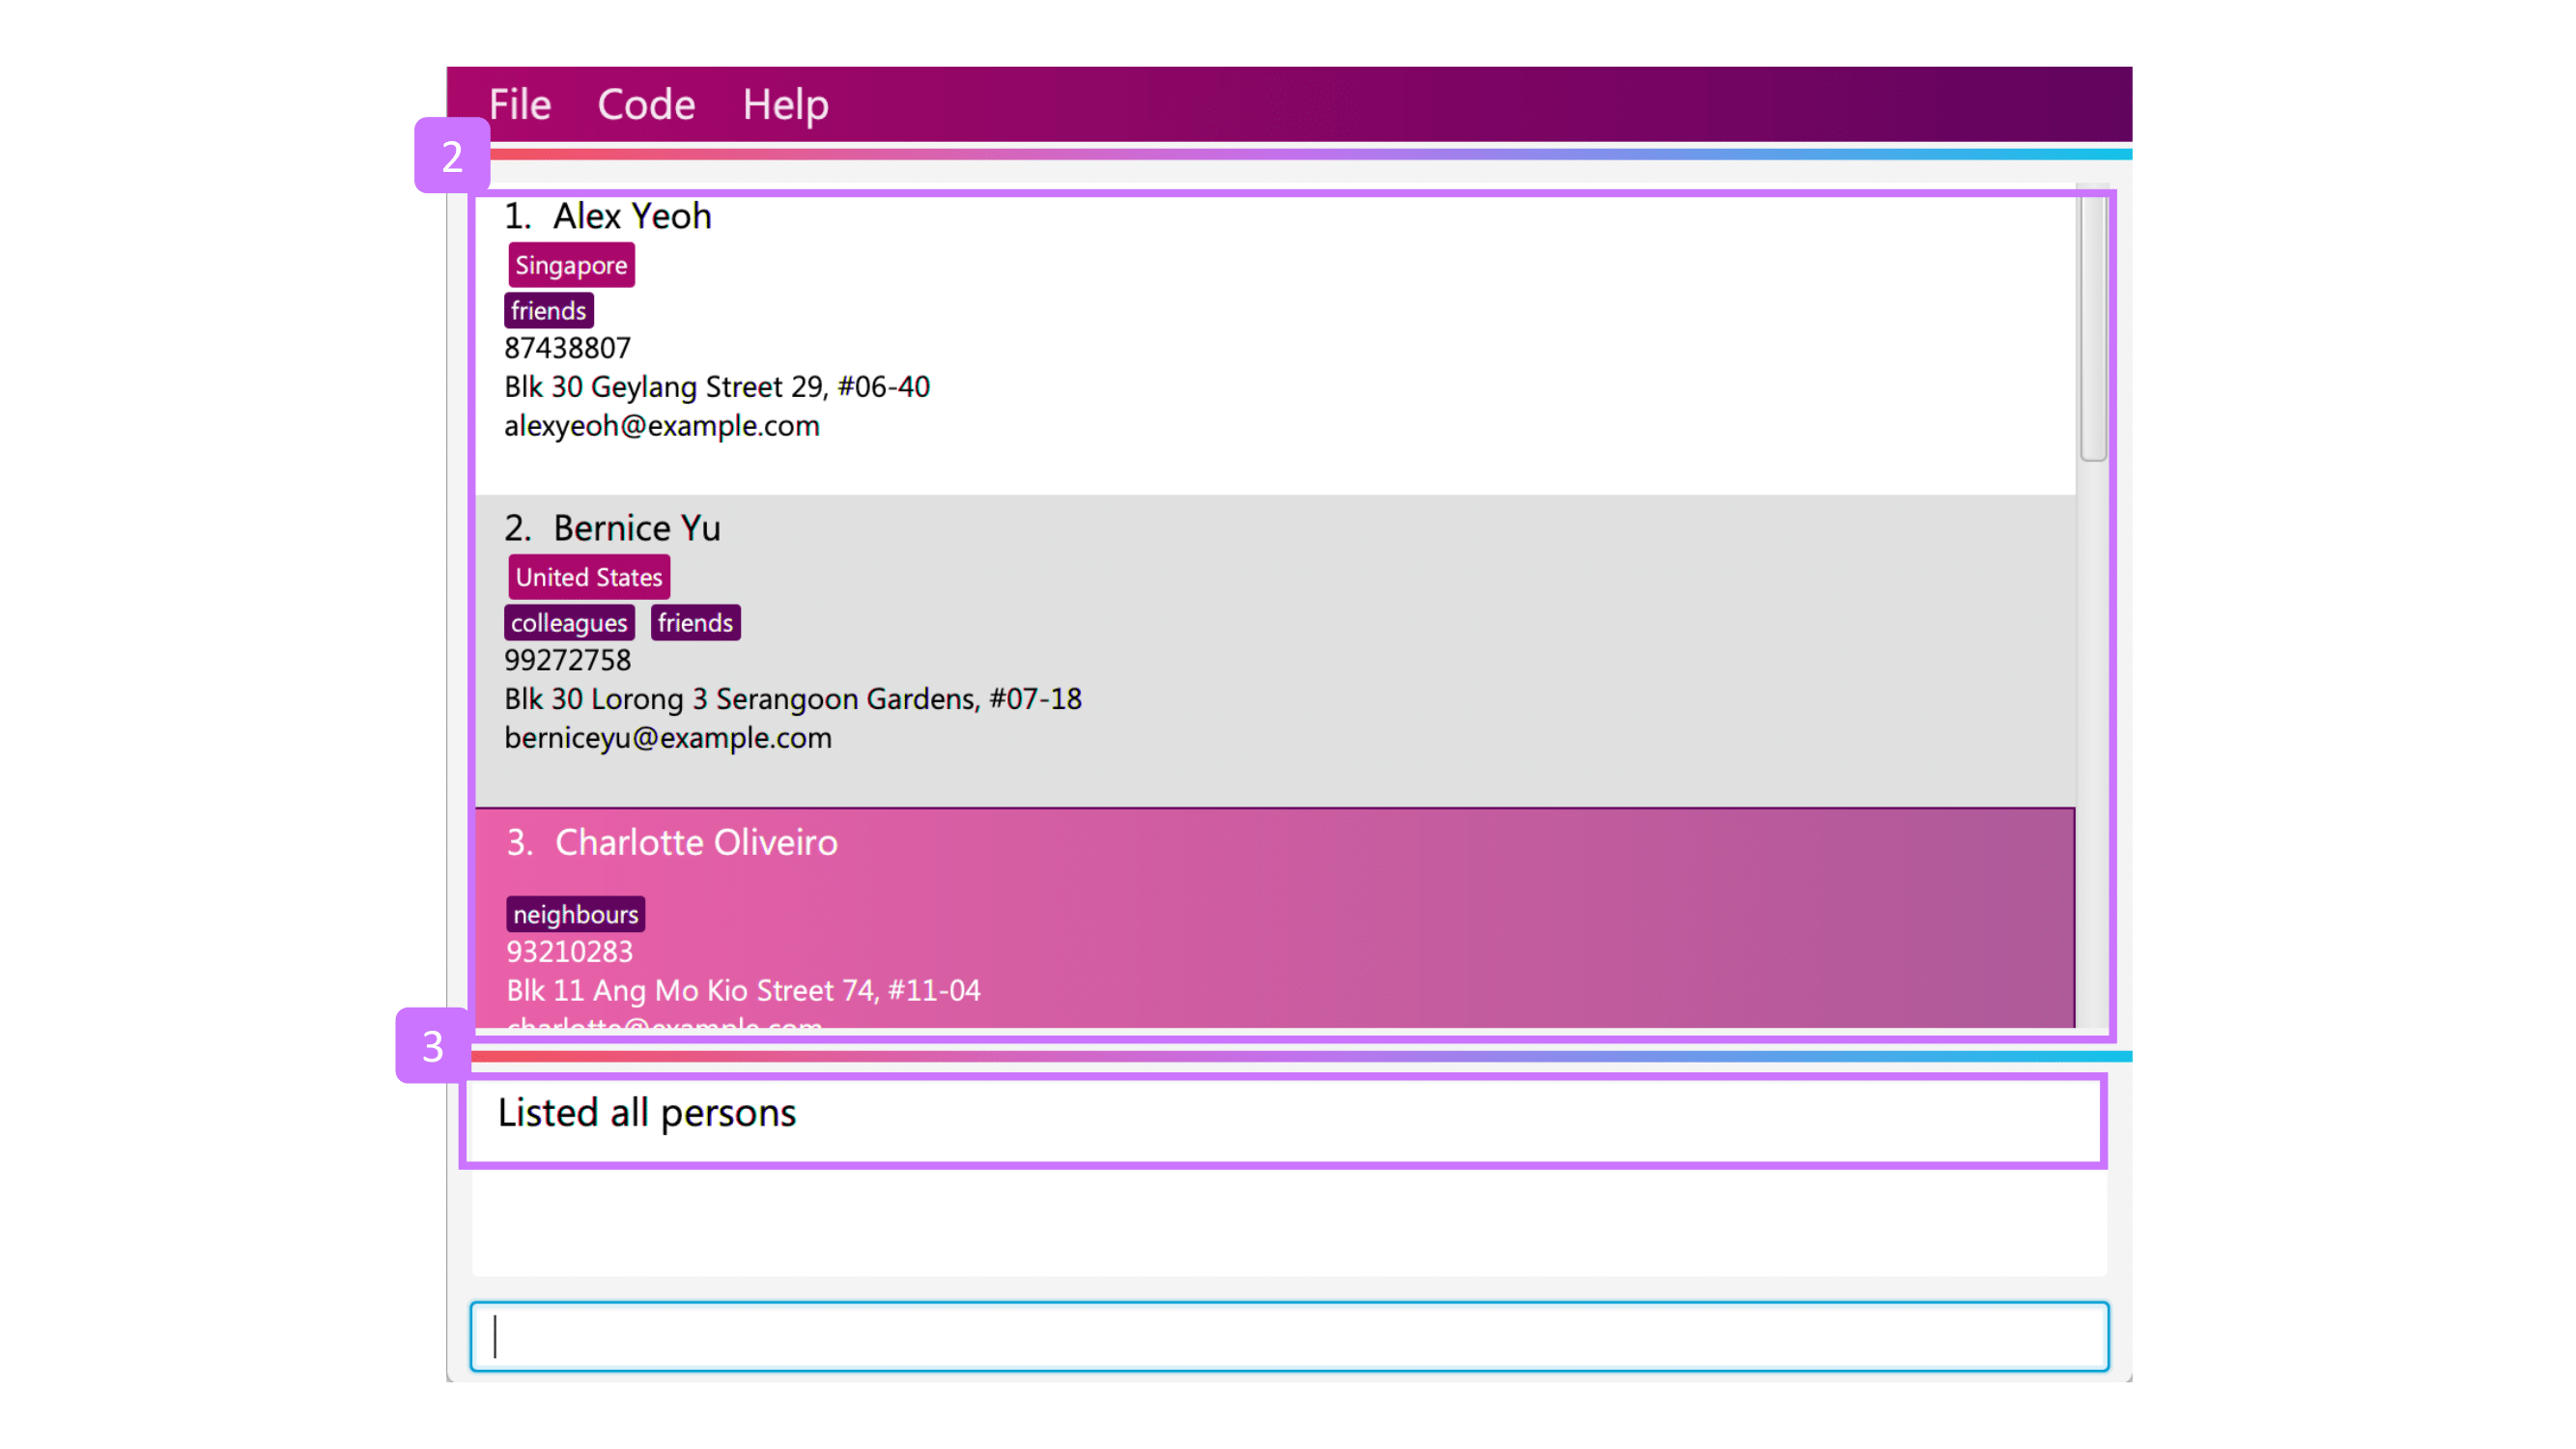 File Code Help
2
1. Alex Yeoh
Singapore
friends
87438807
Blk 30 Geylang Street 29, #06-40
alexyeoh@example.com
2. Bernice Yu
United States
colleagues friends
99272758
Blk 30 Lorong 3 Serangoon Gardens, #07-18
berniceyu@example.com
3. Charlotte Oliveiro
neighbours
93210283
Blk 11 Ang Mo Kio Street 74, #11-04
charlotte@example.com
3
Listed all persons